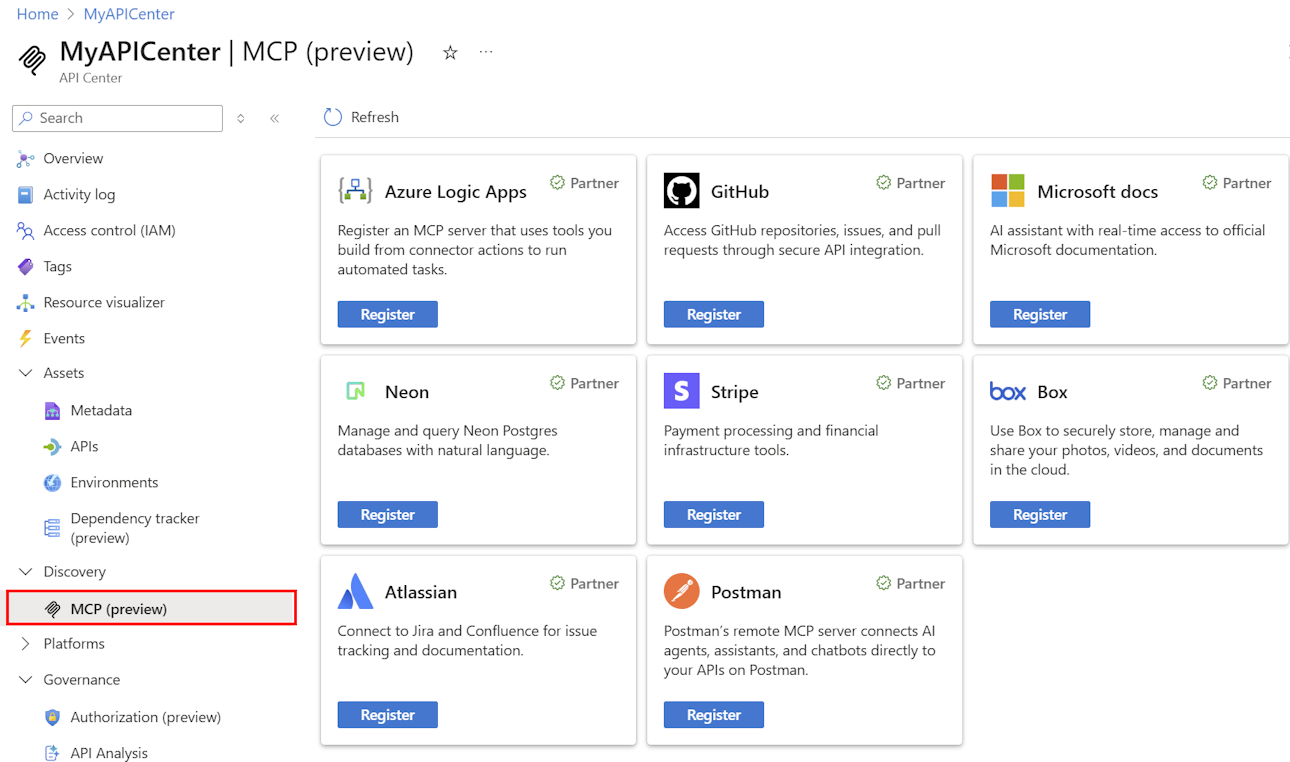 Home > MyAPICenter
MyAPICenter | MCP (preview)
API Center
Search
Refresh
Overview
Activity log
Access control (IAM)
Tags
Resource visualizer
Events
Assets
Metadata
APIs
Environments
Dependency tracker
(preview)
Discovery
MCP (preview)
Platforms
Governance
Authorization (preview)
API Analysis
Azure Logic Apps
Partner
Register an MCP server that uses tools you
build from connector actions to run
automated tasks.
Register
GitHub
Partner
Access GitHub repositories, issues, and pull
requests through secure API integration.
Register
Microsoft docs
Partner
AI assistant with real-time access to official
Microsoft documentation.
Register
Neon
Partner
Manage and query Neon Postgres
databases with natural language.
Register
S
Stripe
Partner
Payment processing and financial
infrastructure tools.
Register
box
Box
Partner
Use Box to securely store, manage and
share your photos, videos, and documents
in the cloud.
Register
Atlassian
Partner
Connect to Jira and Confluence for issue
tracking and documentation.
Register
Postman
Partner
Postman’s remote MCP server connects AI
agents, assistants, and chatbots directly to
your APIs on Postman.
Register